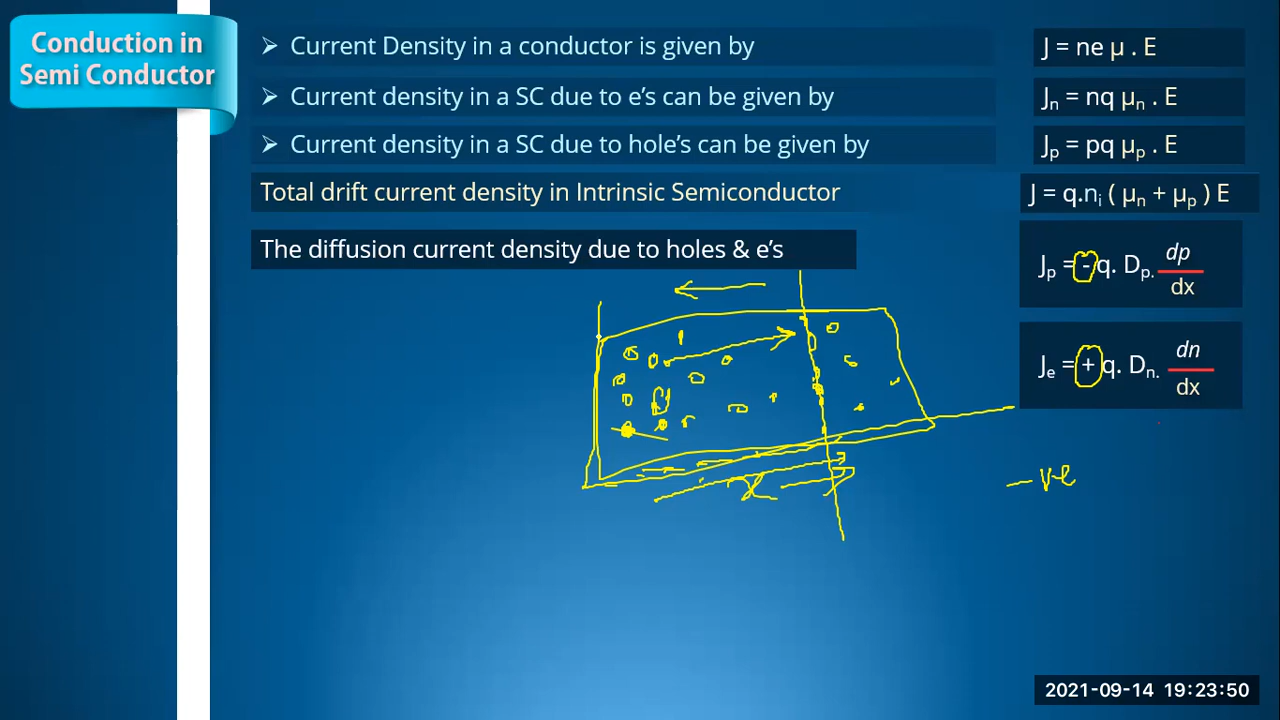 Conduction in
Semi Conductor
➢ Current Density in a conductor is given by
J = ne μ . E
➢ Current density in a SC due to e's can be given by
Jₙ = nq μₙ . E
➢ Current density in a SC due to hole's can be given by
Jₚ = pq μₚ . E
Total drift current density in Intrinsic Semiconductor
J = q.nᵢ ( μₙ + μₚ ) E
The diffusion current density due to holes & e's
Jₚ = - q. Dₚ. dp/dx
Jₑ = + q. Dₙ. dn/dx
x
-ve
2021-09-14 19:23:50